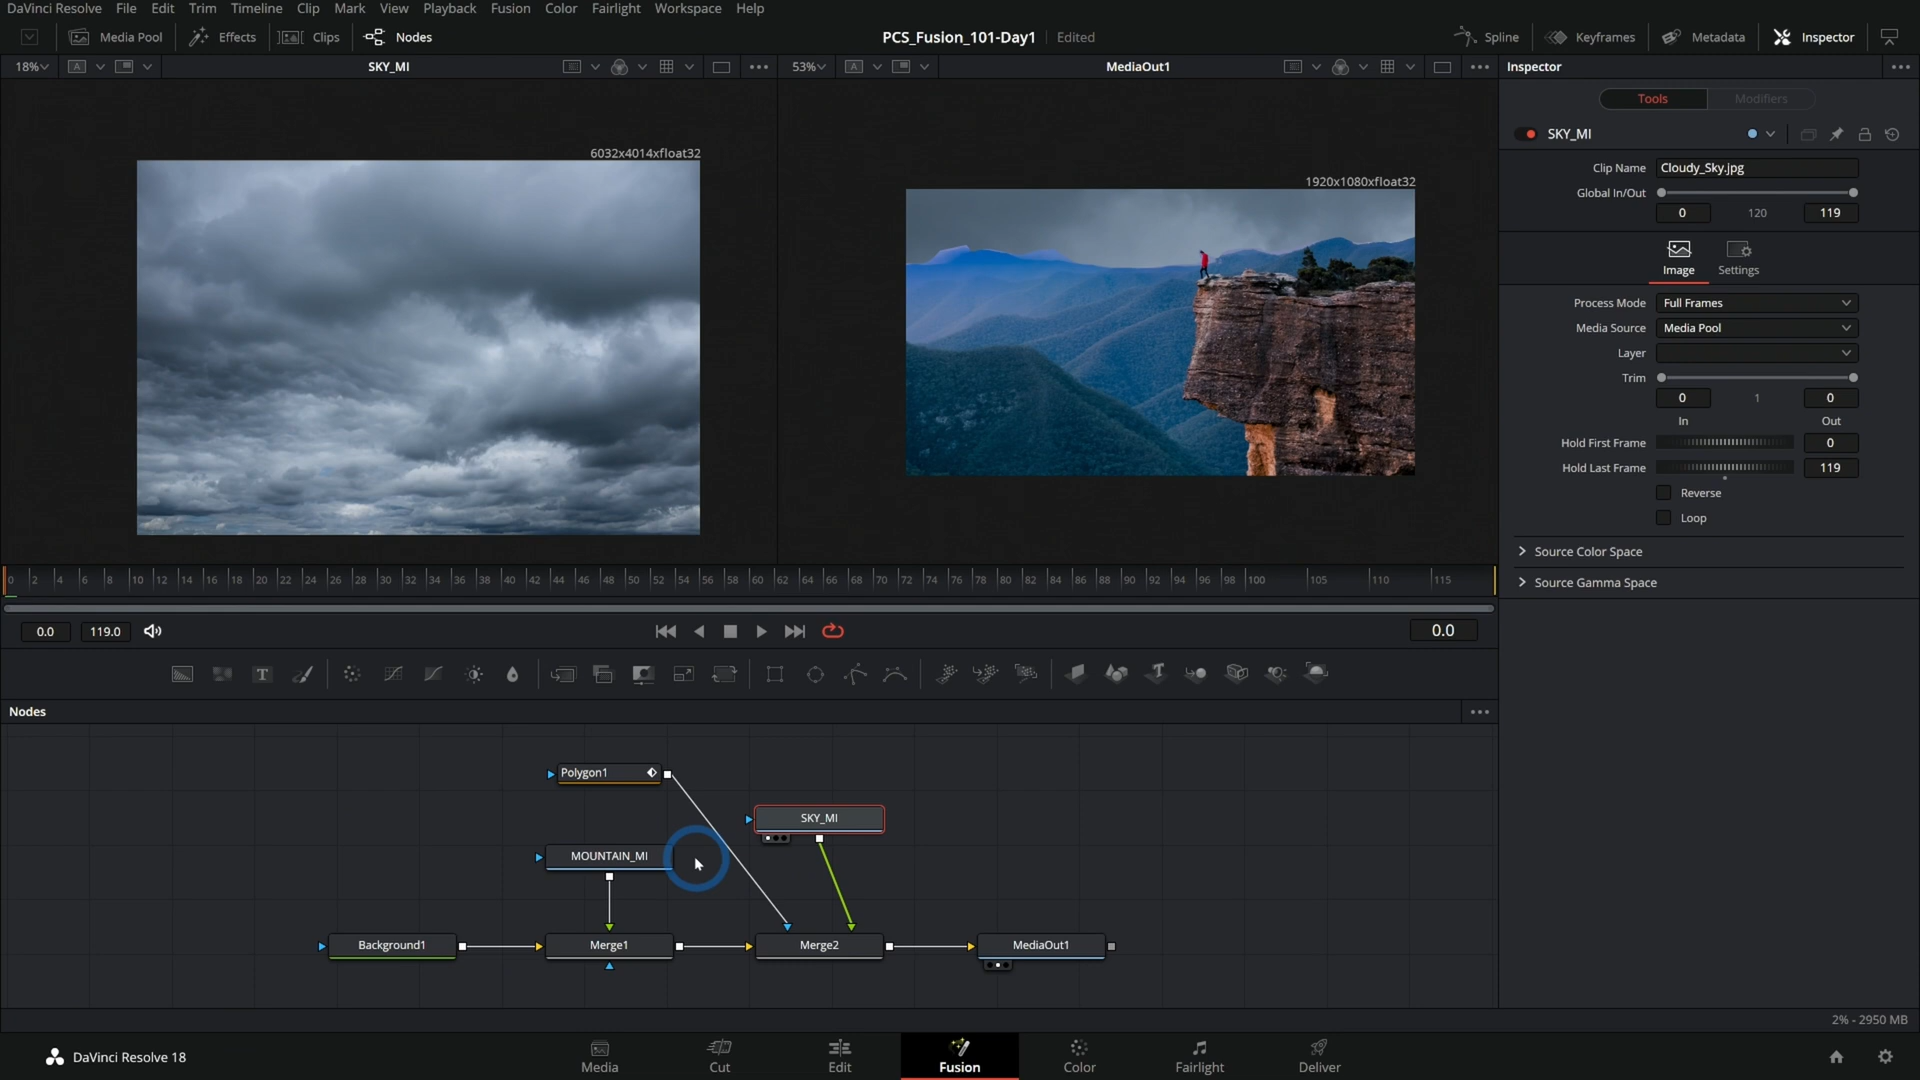 DaVinci Resolve File Edit Trim Timeline Clip Mark View Playback Fusion Color Fairlight Workspace Help
Media Pool Effects Clips Nodes PCS_Fusion_101-Day1 Edited Spline Keyframes Metadata Inspector
18% A SKY_MI 53% A MediaOut1 Inspector
Tools Modifiers
SKY_MI
6032x4014xfloat32
1920x1080xfloat32
Clip Name Cloudy_Sky.jpg
Global In/Out
0 120 119
Image Settings
Process Mode Full Frames
Media Source Media Pool
Layer
Trim
0 1 0
In Out
Hold First Frame 0
Hold Last Frame 119
Reverse
Loop
Source Color Space
Source Gamma Space
0 2 4 6 8 10 12 14 16 18 20 22 24 26 28 30 32 34 36 38 40 42 44 46 48 50 52 54 56 58 60 62 64 66 68 70 72 74 76 78 80 82 84 86 88 90 92 94 96 98 100 105 110 115
0.0 119.0 0.0
T T
Nodes
Polygon1
SKY_MI
MOUNTAIN_MI
Background1 Merge1 Merge2 MediaOut1
2% - 2950 MB
DaVinci Resolve 18 Media Cut Edit Fusion Color Fairlight Deliver